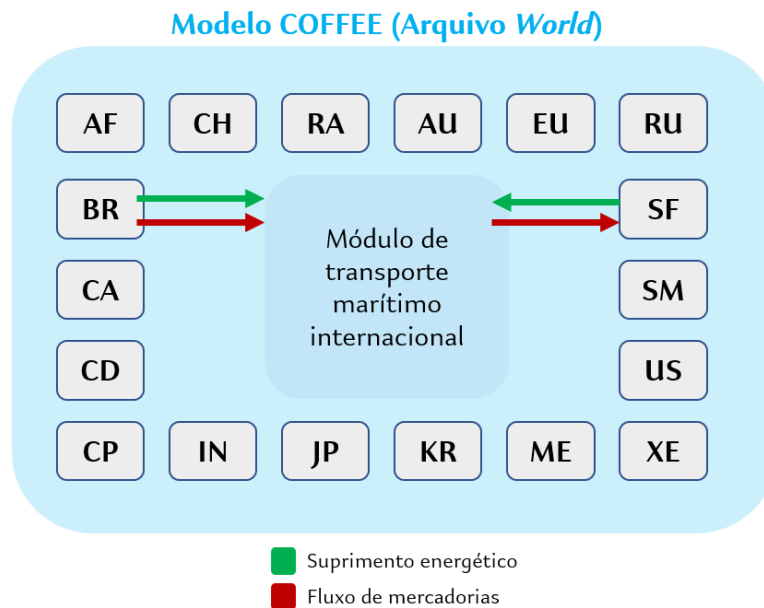 Modelo COFFEE (Arquivo World)
AF CH RA AU EU RU
BR SF
Módulo de
transporte
marítimo
internacional
CA SM
CD US
CP IN JP KR ME XE
Suprimento energético
Fluxo de mercadorias